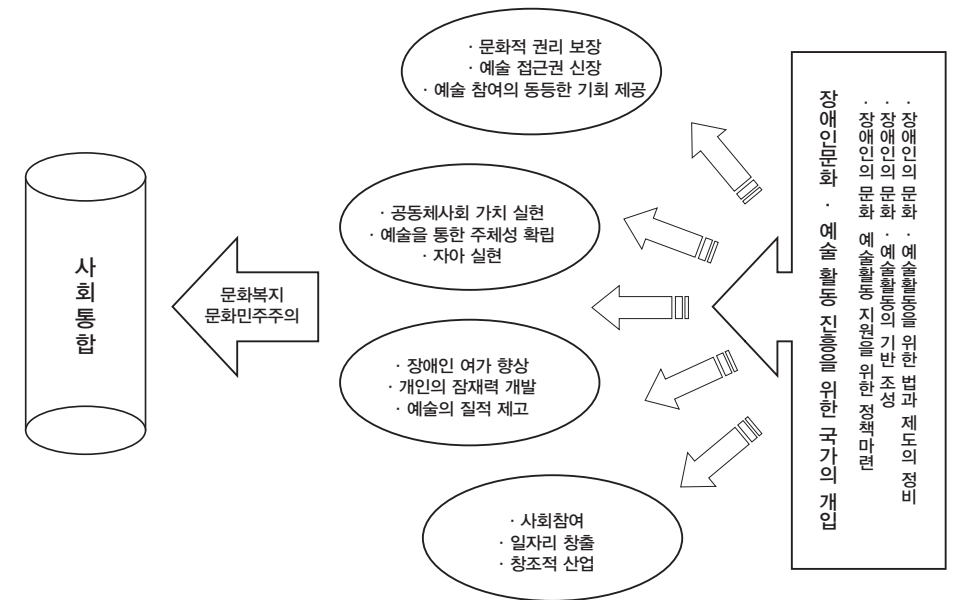 · 문화적 권리 보장
· 예술 접근권 신장
· 예술 참여의 동등한 기회 제공
· 공동체사회 가치 실현
· 예술을 통한 주체성 확립
· 자아 실현
사회통합
문화복지
문화민주주의
· 장애인 여가 향상
· 개인의 잠재력 개발
· 예술의 질적 제고
· 사회참여
· 일자리 창출
· 창조적 산업
· 장애인의 문화 · 예술활동을 위한 법과 제도의 정비
· 장애인의 문화 · 예술활동의 기반 조성
· 장애인의 문화 예술활동 지원을 위한 정책마련
장애인문화 · 예술 활동 진흥을 위한 국가의 개입